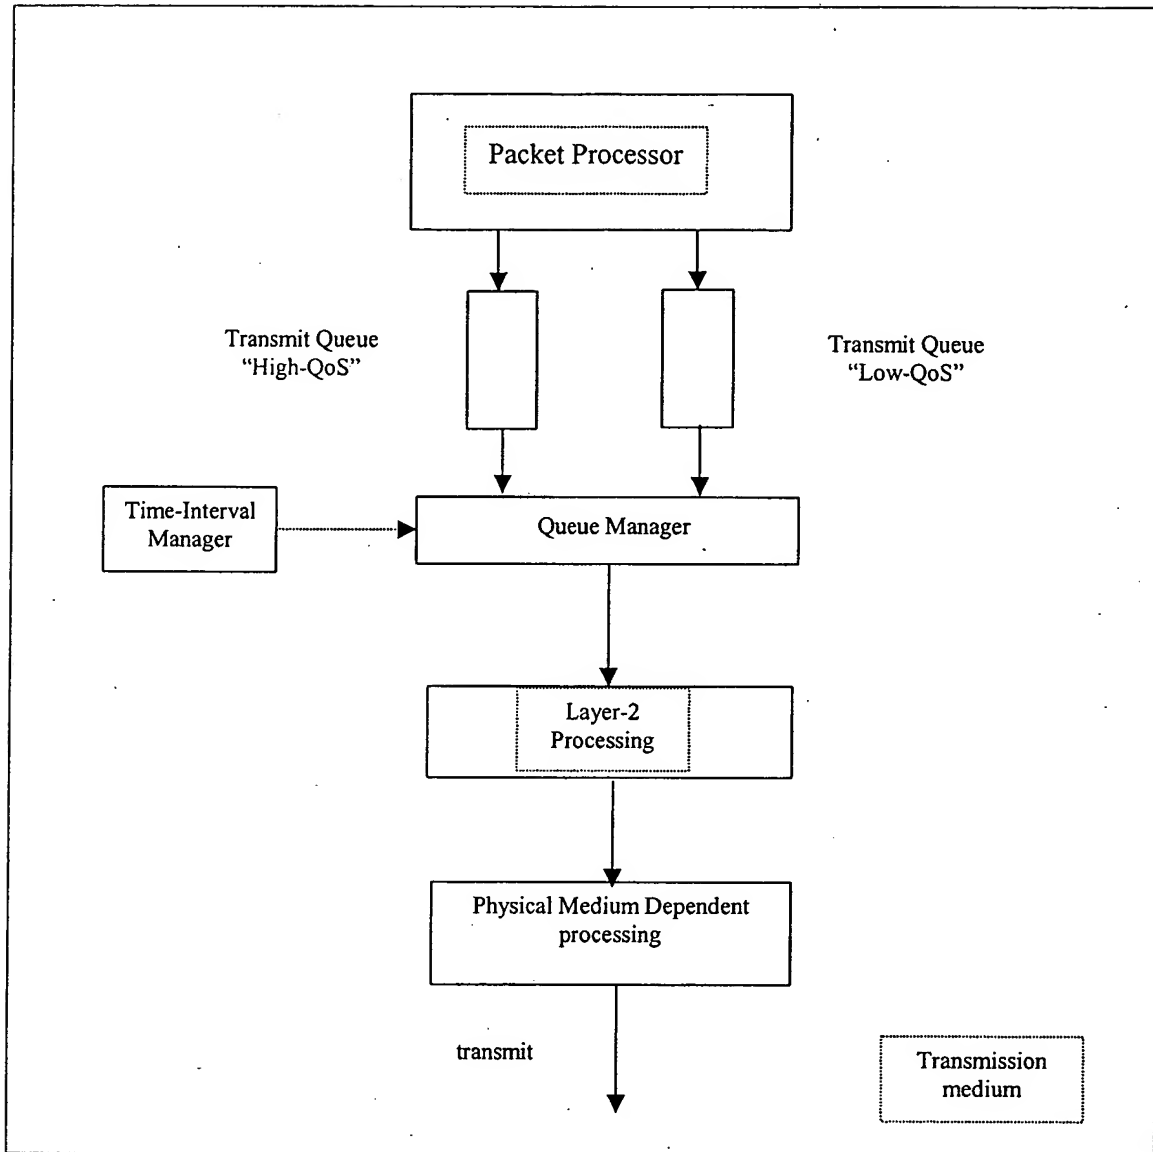 Packet Processor
Transmit Queue
“High-QoS”
Transmit Queue
“Low-QoS”
Time-Interval
Manager
Queue Manager
Layer-2
Processing
Physical Medium Dependent
processing
transmit
Transmission
medium